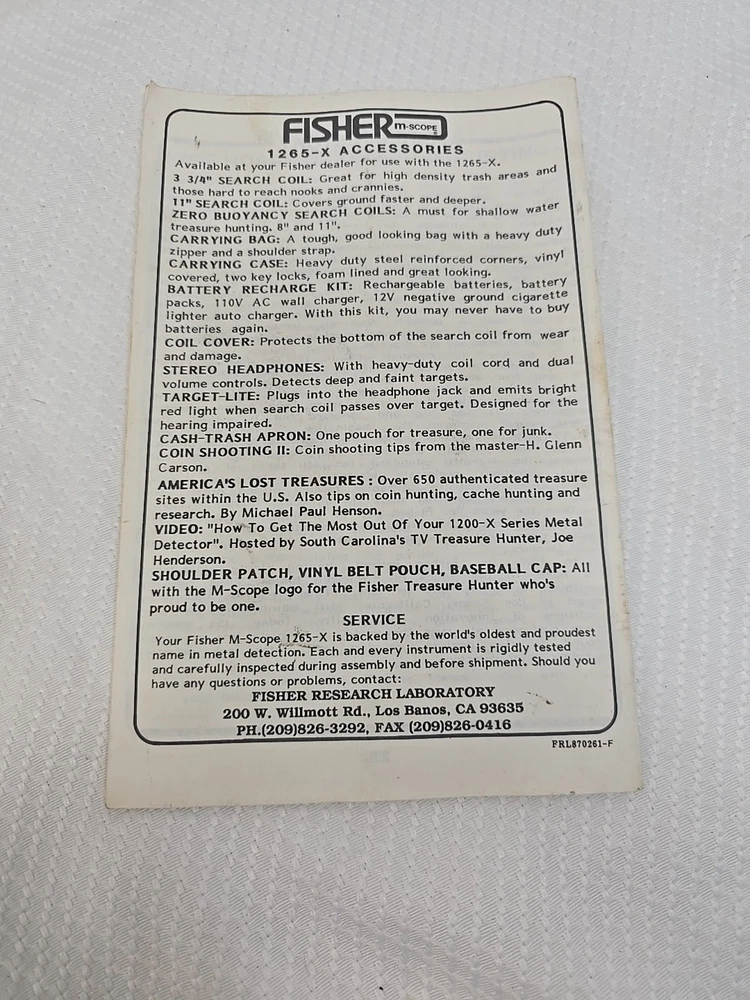 FISHER M-SCOPE
1265-X ACCESSORIES
Available at your Fisher dealer for use with the 1265-X.
3 3/4" SEARCH COIL: Great for high density trash areas and
those hard to reach nooks and crannies.
11" SEARCH COIL: Covers ground faster and deeper.
ZERO BUOYANCY SEARCH COILS: A must for shallow water
treasure hunting. 8" and 11".
CARRYING BAG: A tough, good looking bag with a heavy duty
zipper and a shoulder strap.
CARRYING CASE: Heavy duty steel reinforced corners, vinyl
covered, two key locks, foam lined and great looking.
BATTERY RECHARGE KIT: Rechargeable batteries, battery
packs, 110V AC wall charger, 12V negative ground cigarette
lighter auto charger. With this kit, you may never have to buy
batteries again.
COIL COVER: Protects the bottom of the search coil from wear
and damage.
STEREO HEADPHONES: With heavy-duty coil cord and dual
volume controls. Detects deep and faint targets.
TARGET-LITE: Plugs into the headphone jack and emits bright
red light when search coil passes over target. Designed for the
hearing impaired.
CASH-TRASH APRON: One pouch for treasure, one for junk.
COIN SHOOTING II: Coin shooting tips from the master-H. Glenn
Carson.
AMERICA'S LOST TREASURES : Over 650 authenticated treasure
sites within the U.S. Also tips on coin hunting, cache hunting and
research. By Michael Paul Henson.
VIDEO: "How To Get The Most Out Of Your 1200-X Series Metal
Detector". Hosted by South Carolina's TV Treasure Hunter, Joe
Henderson.
SHOULDER PATCH, VINYL BELT POUCH, BASEBALL CAP: All
with the M-Scope logo for the Fisher Treasure Hunter who's
proud to be one.
SERVICE
Your Fisher M-Scope 1265-X is backed by the world's oldest and proudest
name in metal detection. Each and every instrument is rigidly tested
and carefully inspected during assembly and before shipment. Should you
have any questions or problems, contact:
FISHER RESEARCH LABORATORY
200 W. Willmott Rd., Los Banos, CA 93635
PH.(209)826-3292, FAX (209)826-0416
FRL870261-F